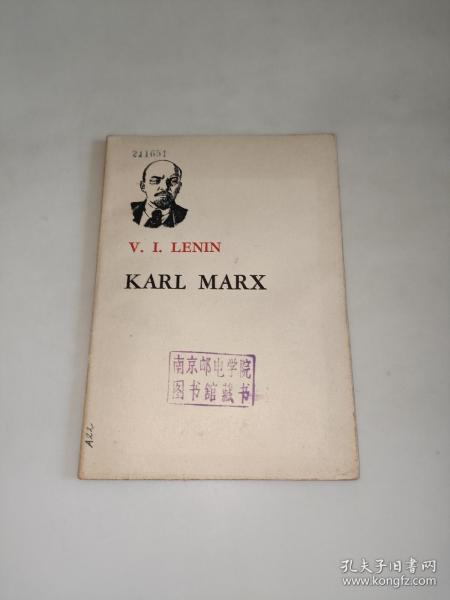 211651
V. I. LENIN
KARL MARX
南京邮电学院
图书馆藏书
A22
孔夫子旧书网
www.kongfz.com